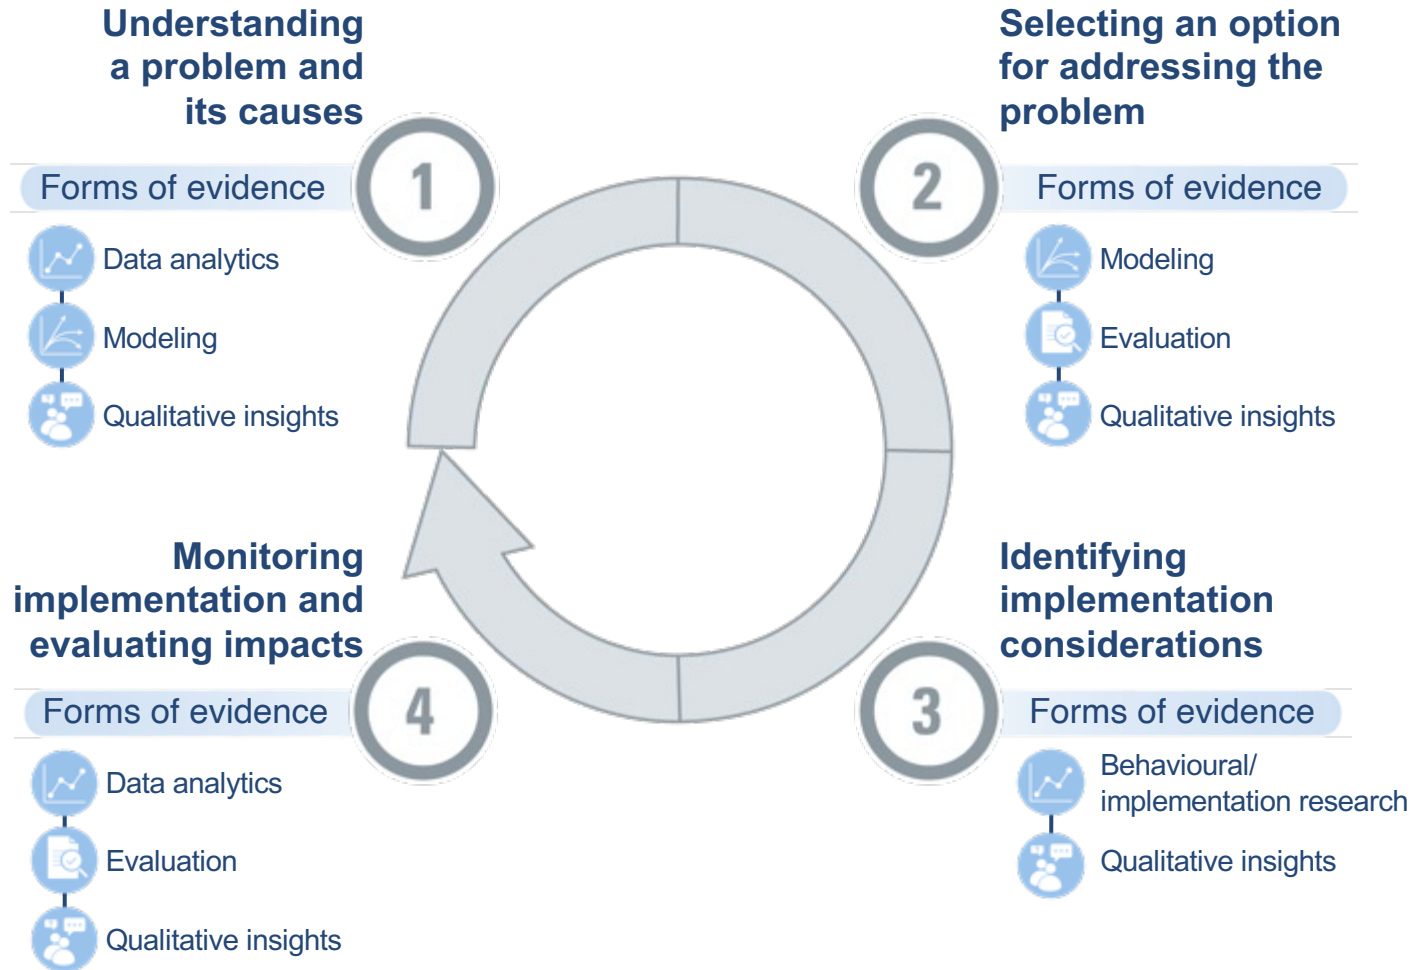 Understanding
a problem and
its causes
1
Forms of evidence
Data analytics
Modeling
Qualitative insights
Selecting an option
for addressing the
problem
2
Forms of evidence
Modeling
Evaluation
Qualitative insights
Identifying
implementation
considerations
3
Forms of evidence
Behavioural/
implementation research
Qualitative insights
Monitoring
implementation and
evaluating impacts
4
Forms of evidence
Data analytics
Evaluation
Qualitative insights